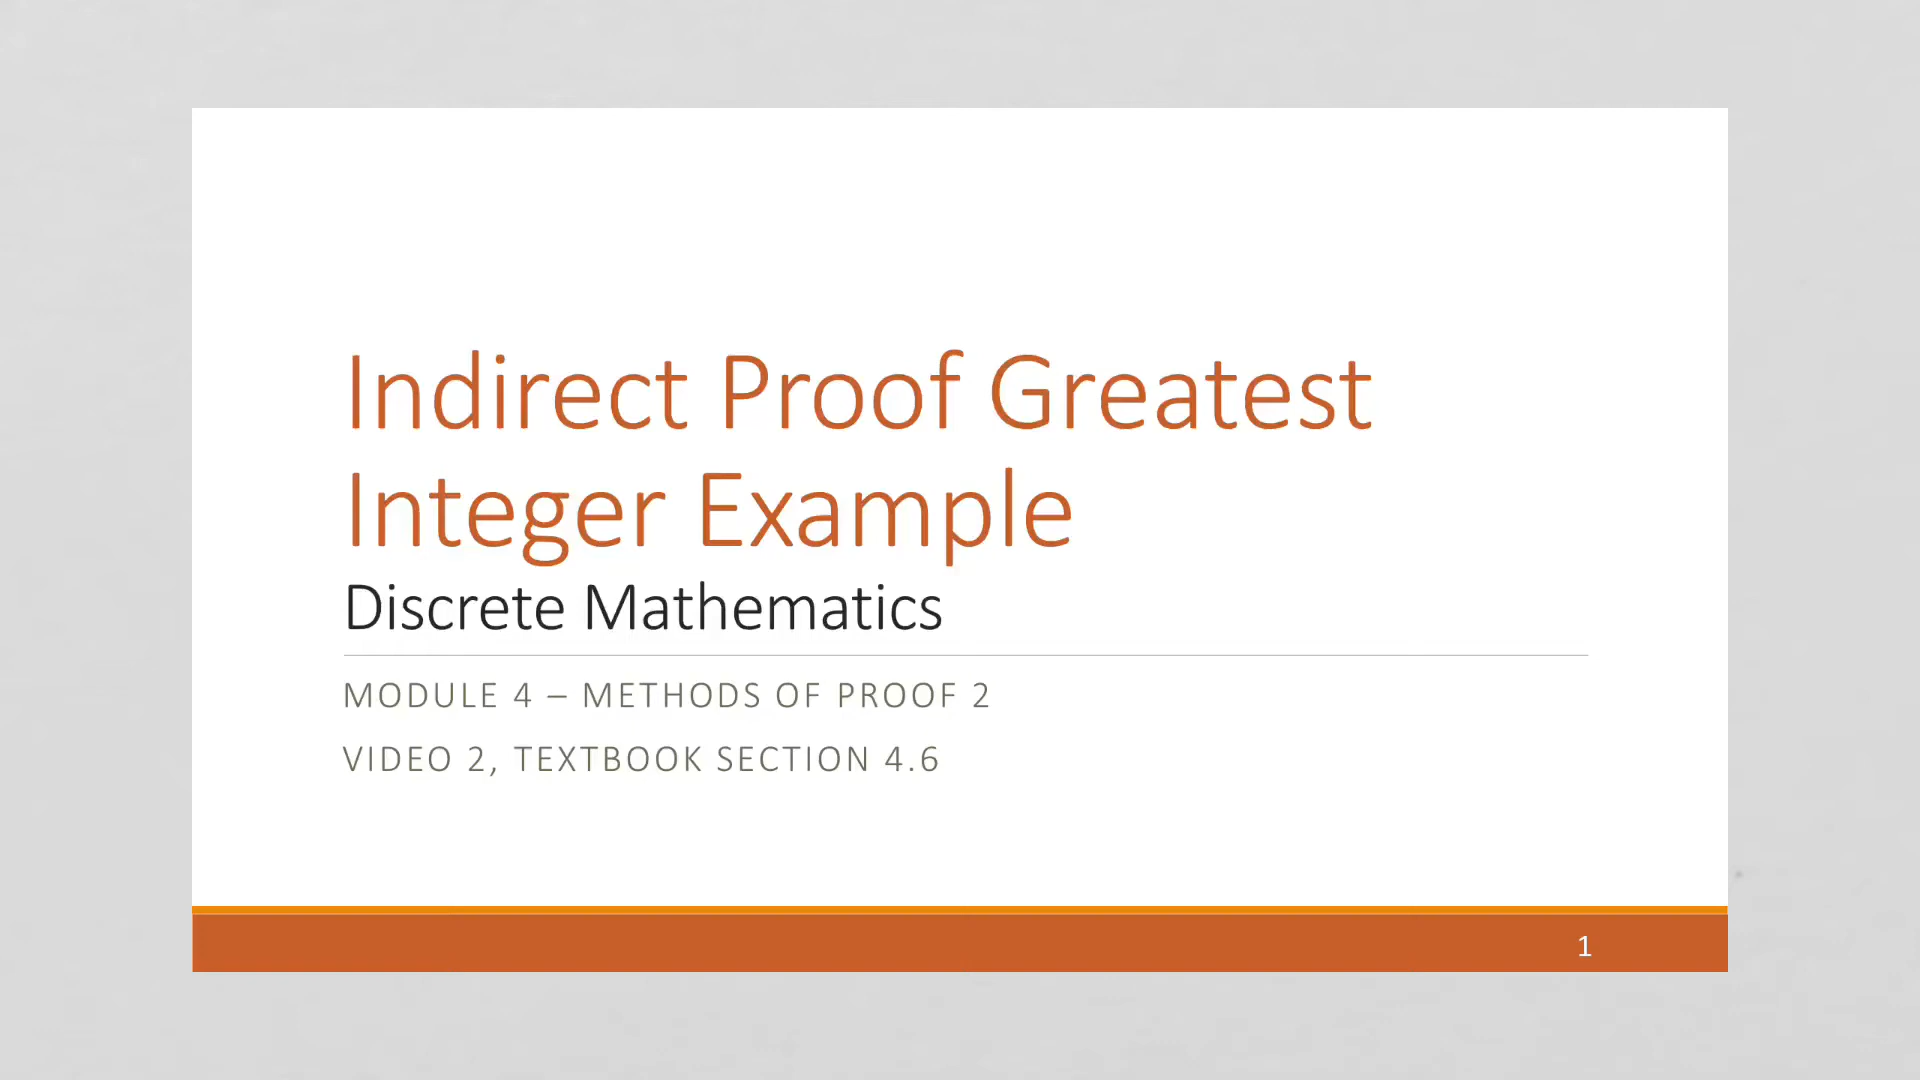 Indirect Proof Greatest
Integer Example
Discrete Mathematics
MODULE 4 – METHODS OF PROOF 2
VIDEO 2, TEXTBOOK SECTION 4.6
1